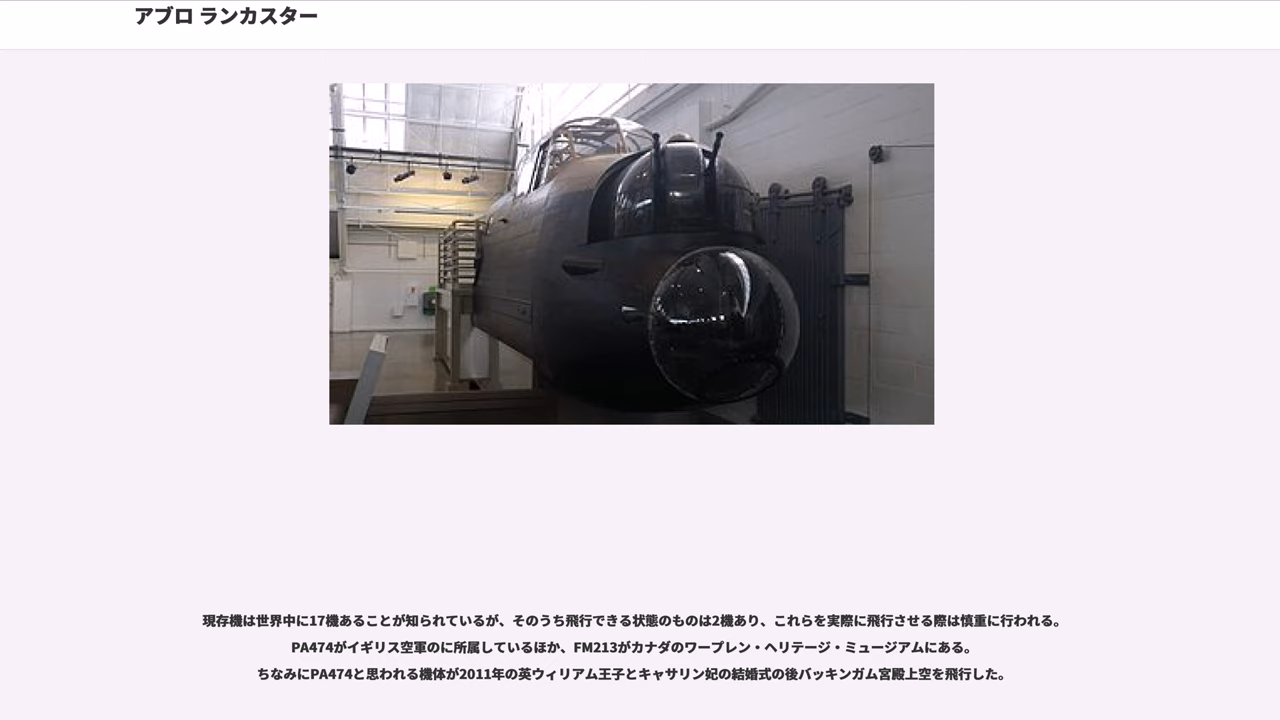 アブロ ランカスター
現存機は世界中に17機あることが知られているが、そのうち飛行できる状態のものは2機あり、これらを実際に飛行させる際は慎重に行われる。
PA474がイギリス空軍のに所属しているほか、FM213がカナダのワープレン・ヘリテージ・ミュージアムにある。
ちなみにPA474と思われる機体が2011年の英ウィリアム王子とキャサリン妃の結婚式の後バッキンガム宮殿上空を飛行した。